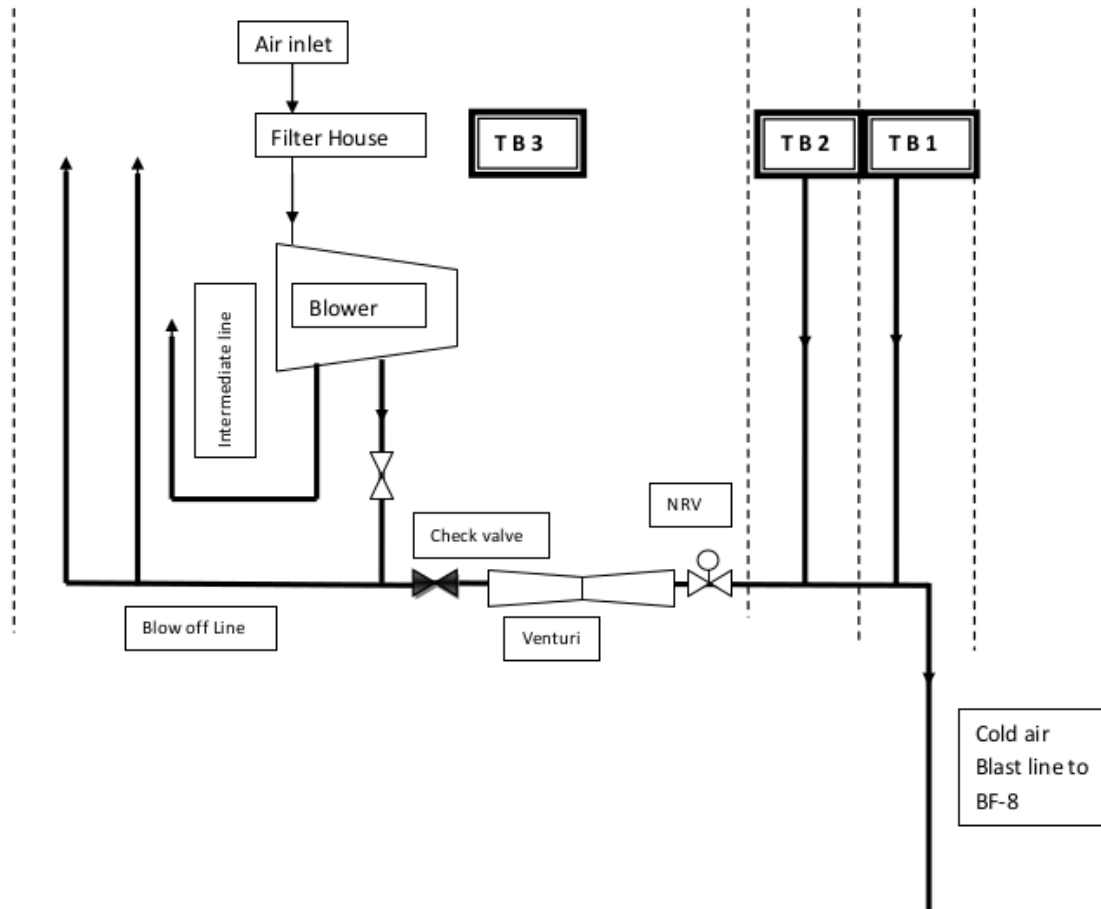 Air inlet
Filter House
T B 3
T B 2
T B 1
Blower
Intermediate line
NRV
Check valve
Blow off Line
Venturi
Cold air
Blast line to
BF-8